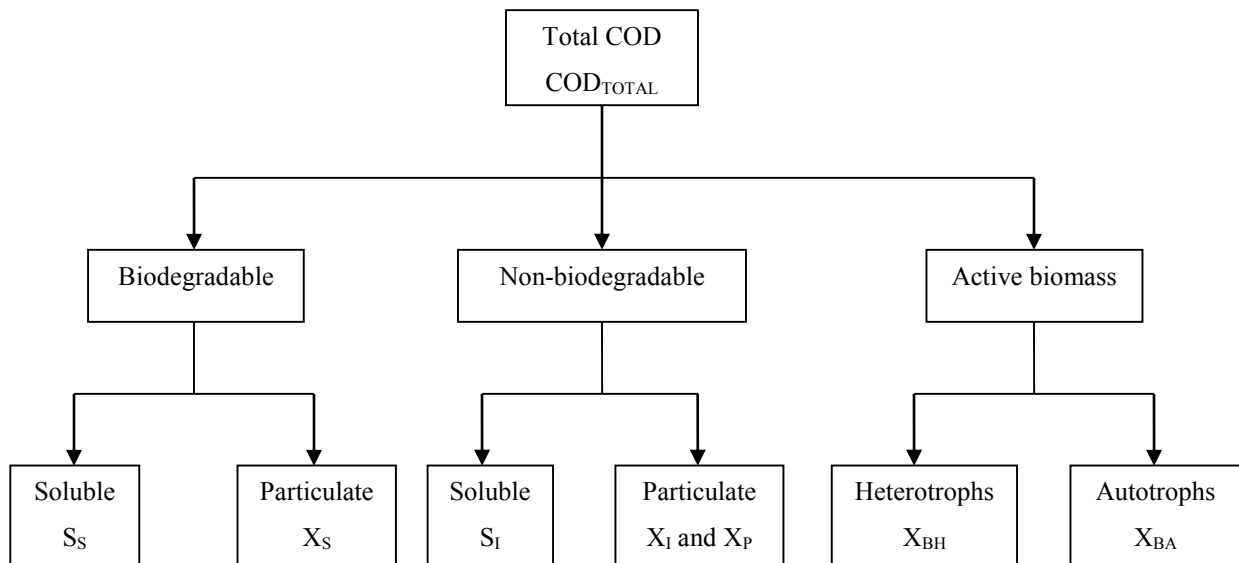 Total COD
COD_TOTAL
Biodegradable
Non-biodegradable
Active biomass
Soluble
S_S
Particulate
X_S
Soluble
S_I
Particulate
X_I and X_P
Heterotrophs
X_BH
Autotrophs
X_BA